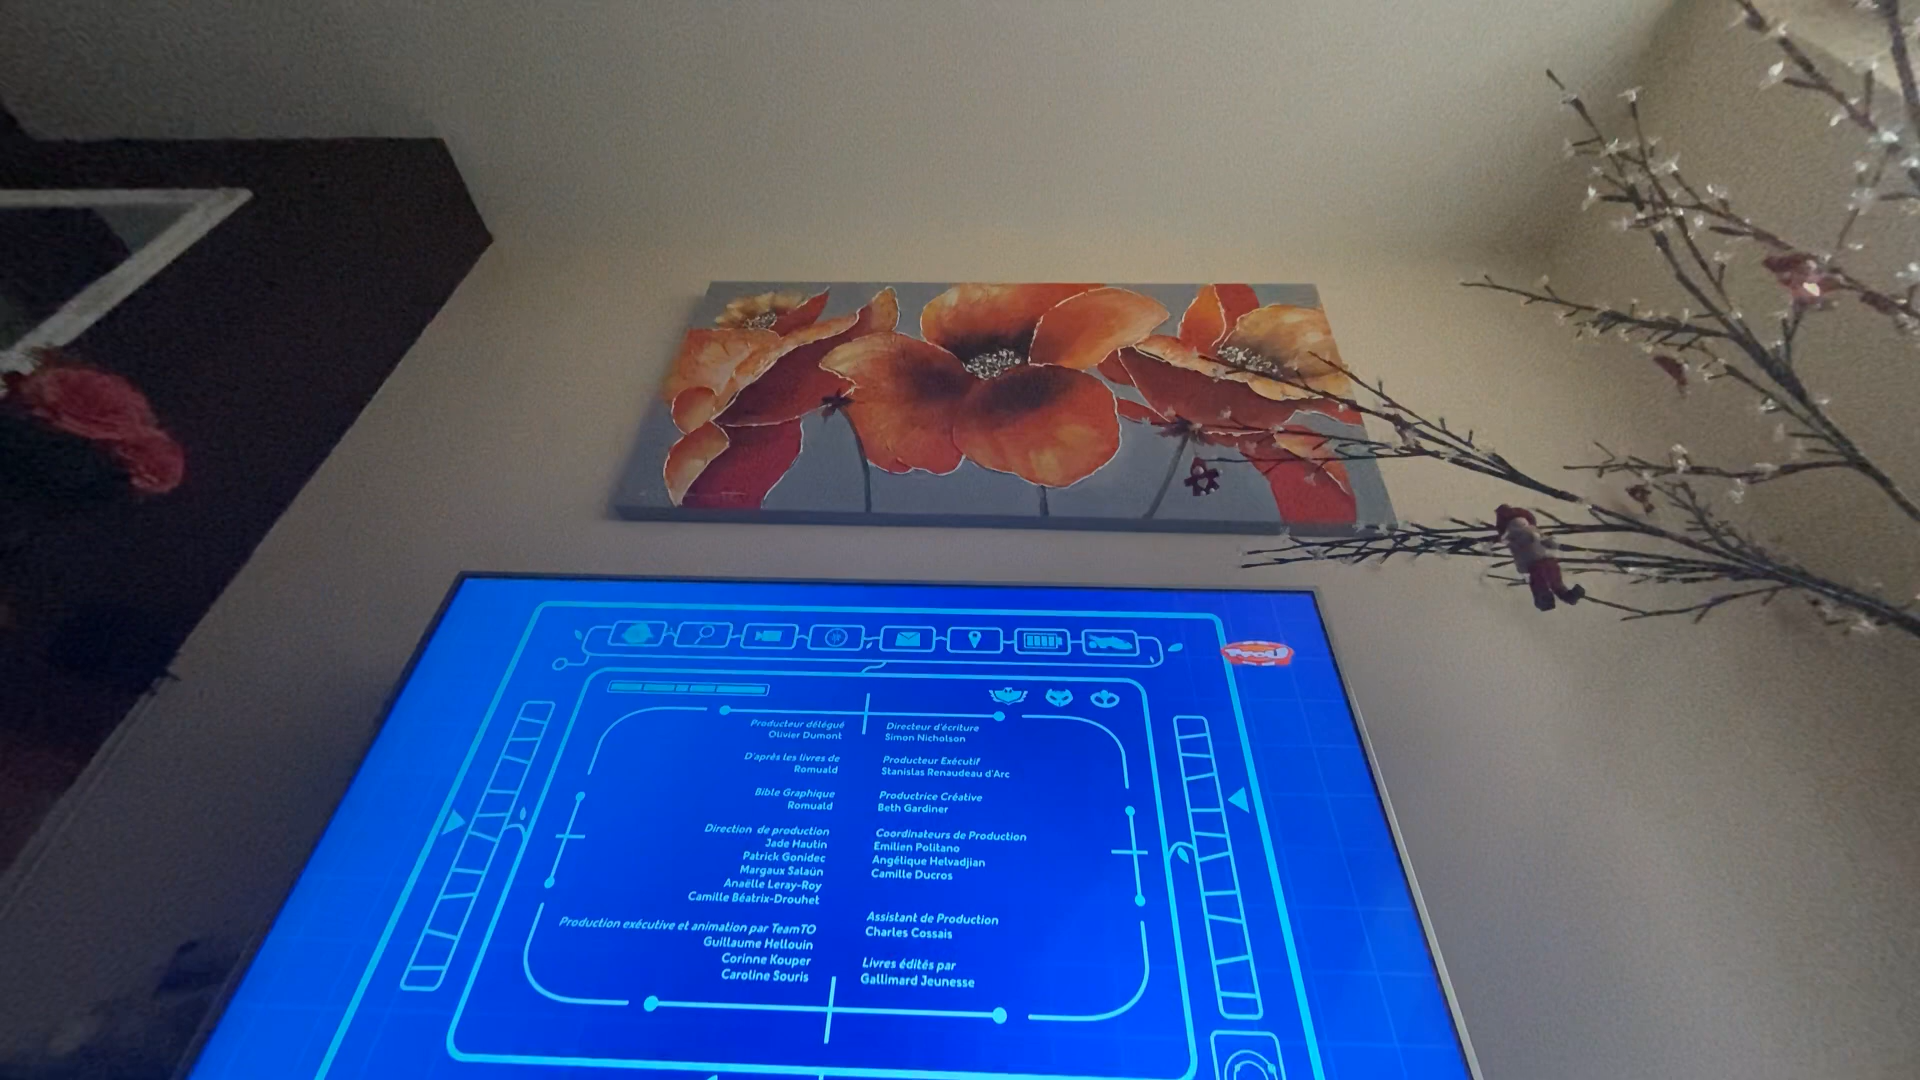 TFOU
Producteur délégué
Olivier Dumont
D'après les livres de
Romuald
Bible Graphique
Romuald
Direction de production
Jade Hautin
Patrick Gonidec
Margaux Salaün
Anaëlle Leray-Roy
Camille Béatrix-Drouhet
Production exécutive et animation par TeamTO
Guillaume Hellouin
Corinne Kouper
Caroline Souris
Directeur d'écriture
Simon Nicholson
Producteur Exécutif
Stanislas Renaudeau d'Arc
Productrice Créative
Beth Gardiner
Coordinateurs de Production
Emilien Politano
Angélique Helvadjian
Camille Ducros
Assistant de Production
Charles Cossais
Livres édités par
Gallimard Jeunesse